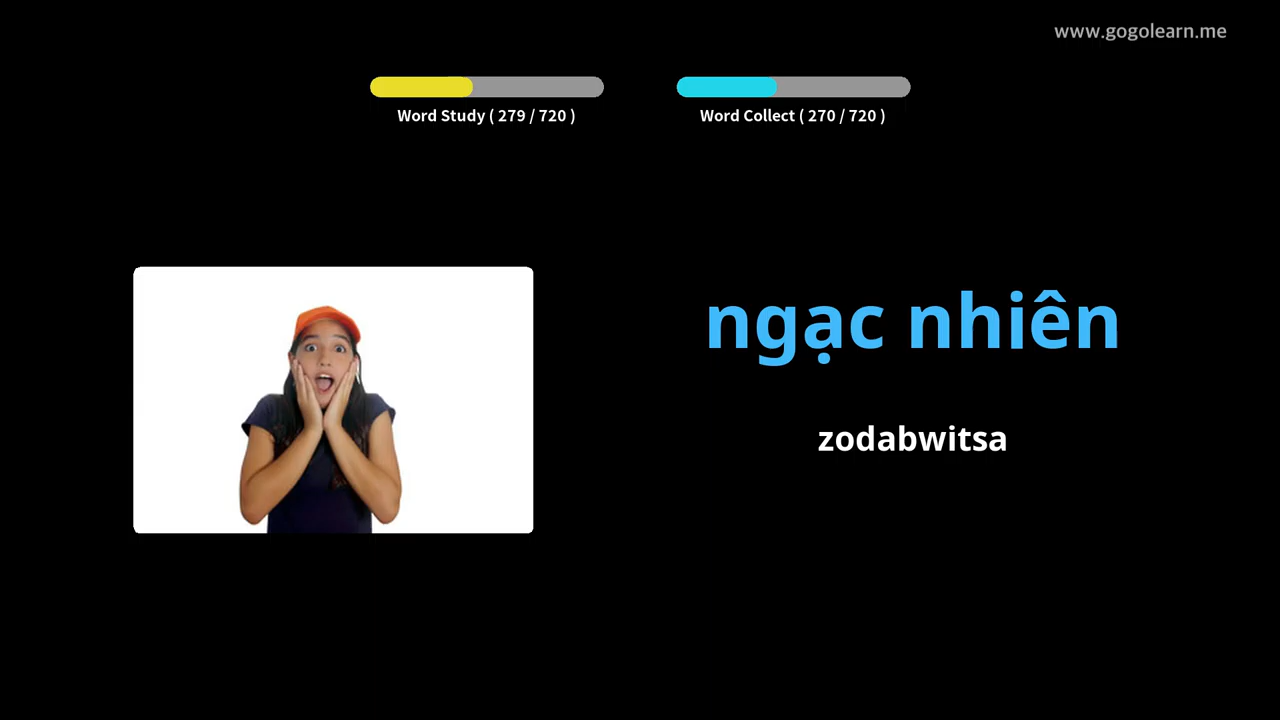 www.gogolearn.me
Word Study ( 279 / 720 )
Word Collect ( 270 / 720 )
ngạc nhiên
zodabwitsa